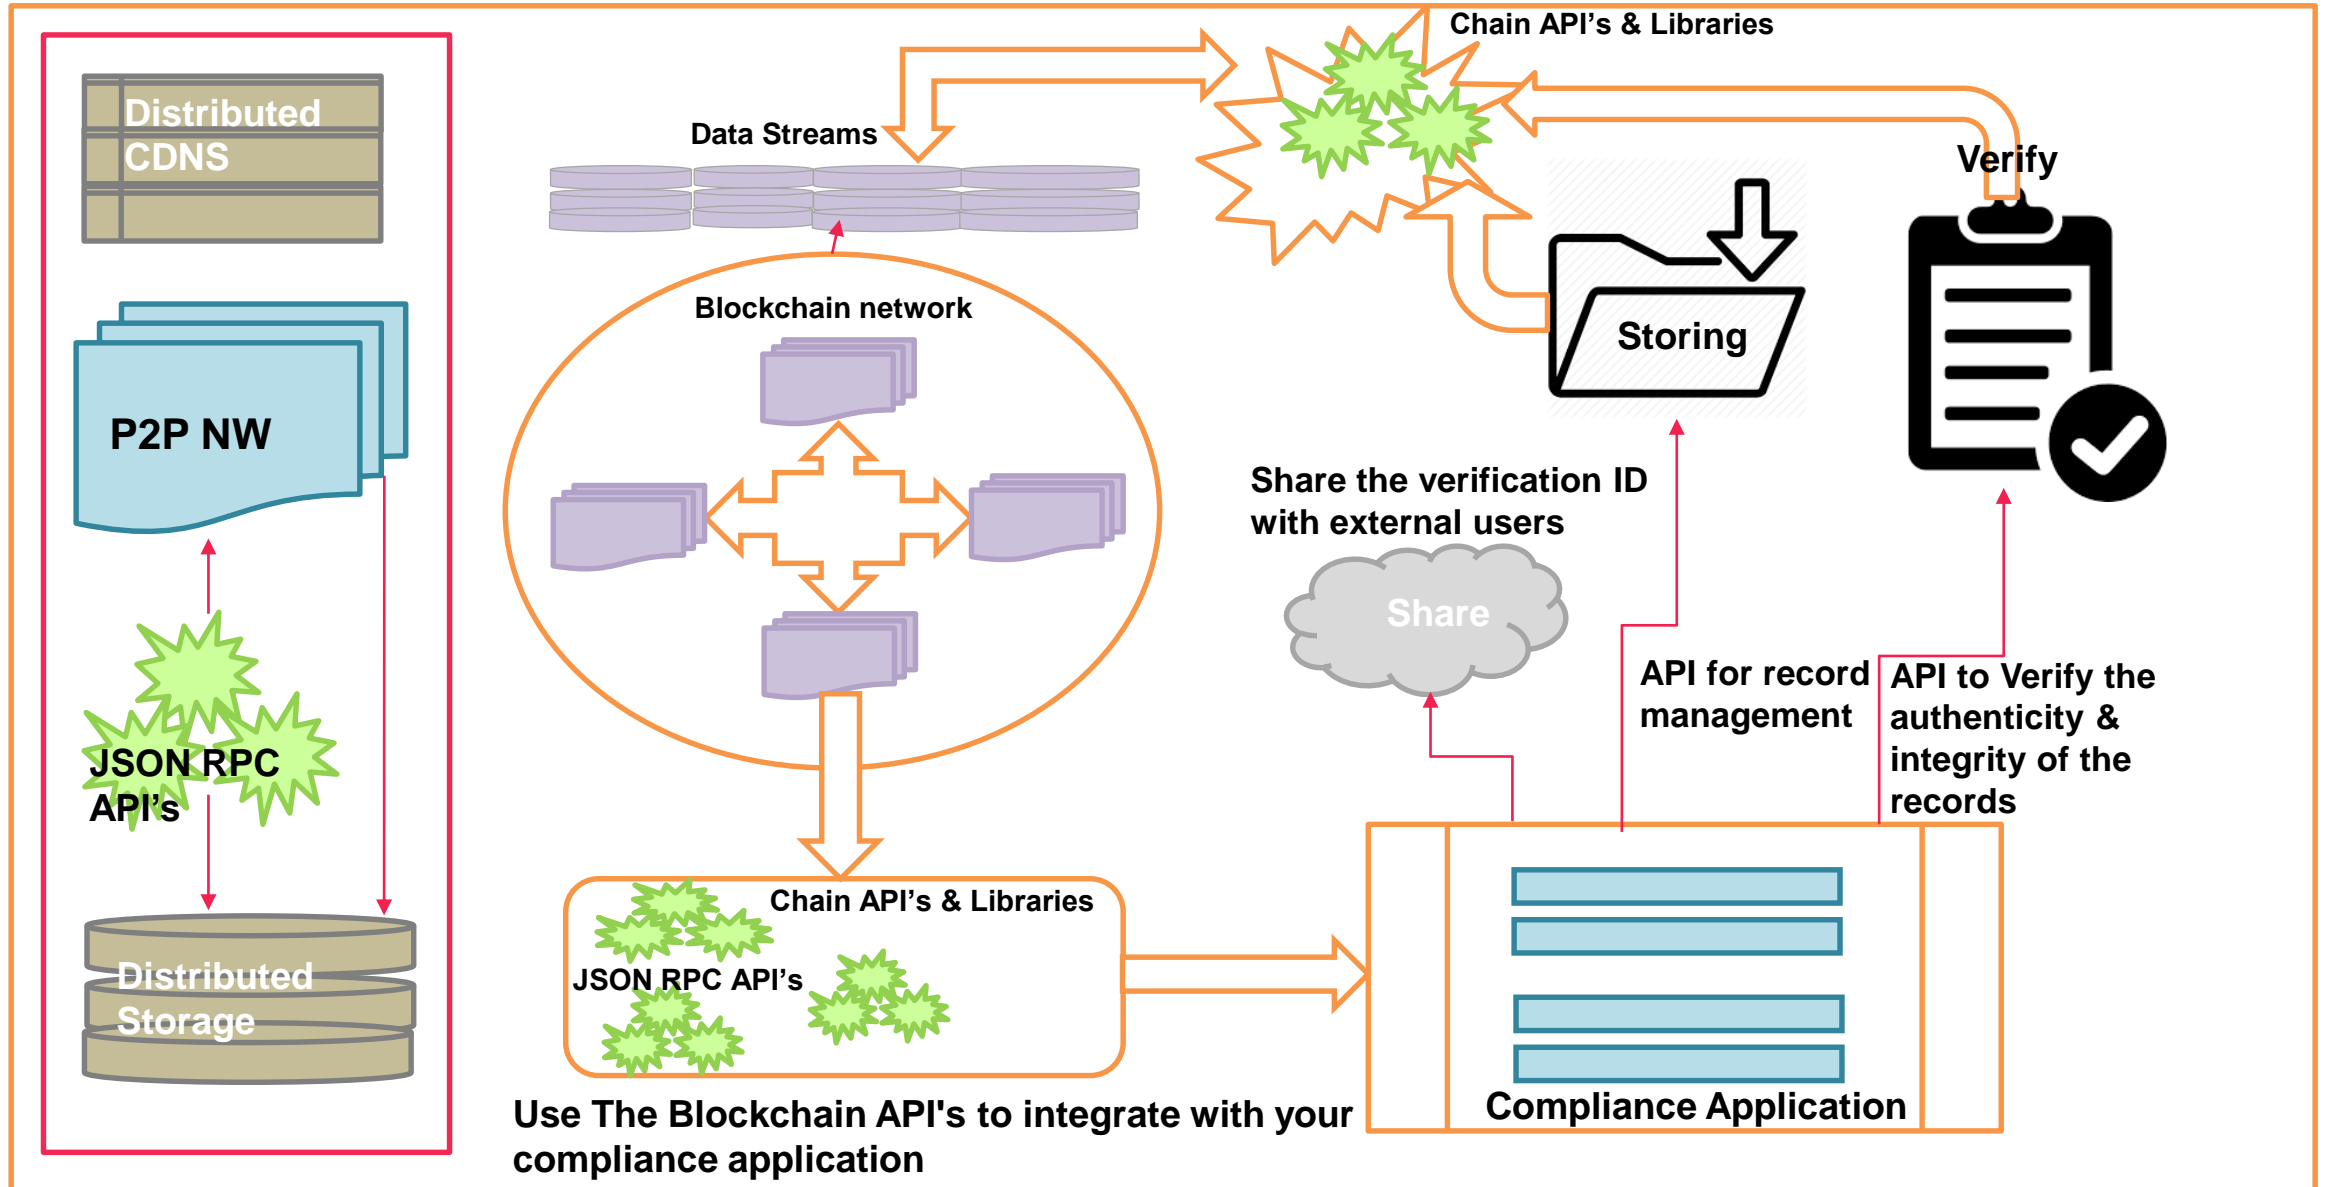 Chain API’s & Libraries
Distributed
CDNS
Data Streams
Verify
Blockchain network
Storing
P2P NW
Share the verification ID
with external users
Share
API for record
management
API to Verify the
authenticity &
integrity of the
records
JSON RPC
API’s
Chain API’s & Libraries
JSON RPC API’s
Distributed
Storage
Compliance Application
Use The Blockchain API's to integrate with your
compliance application